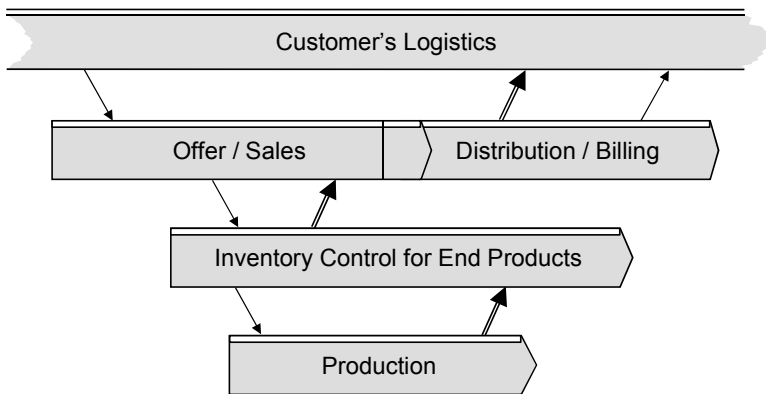 Customer's Logistics
Offer / Sales
Distribution / Billing
Inventory Control for End Products
Production